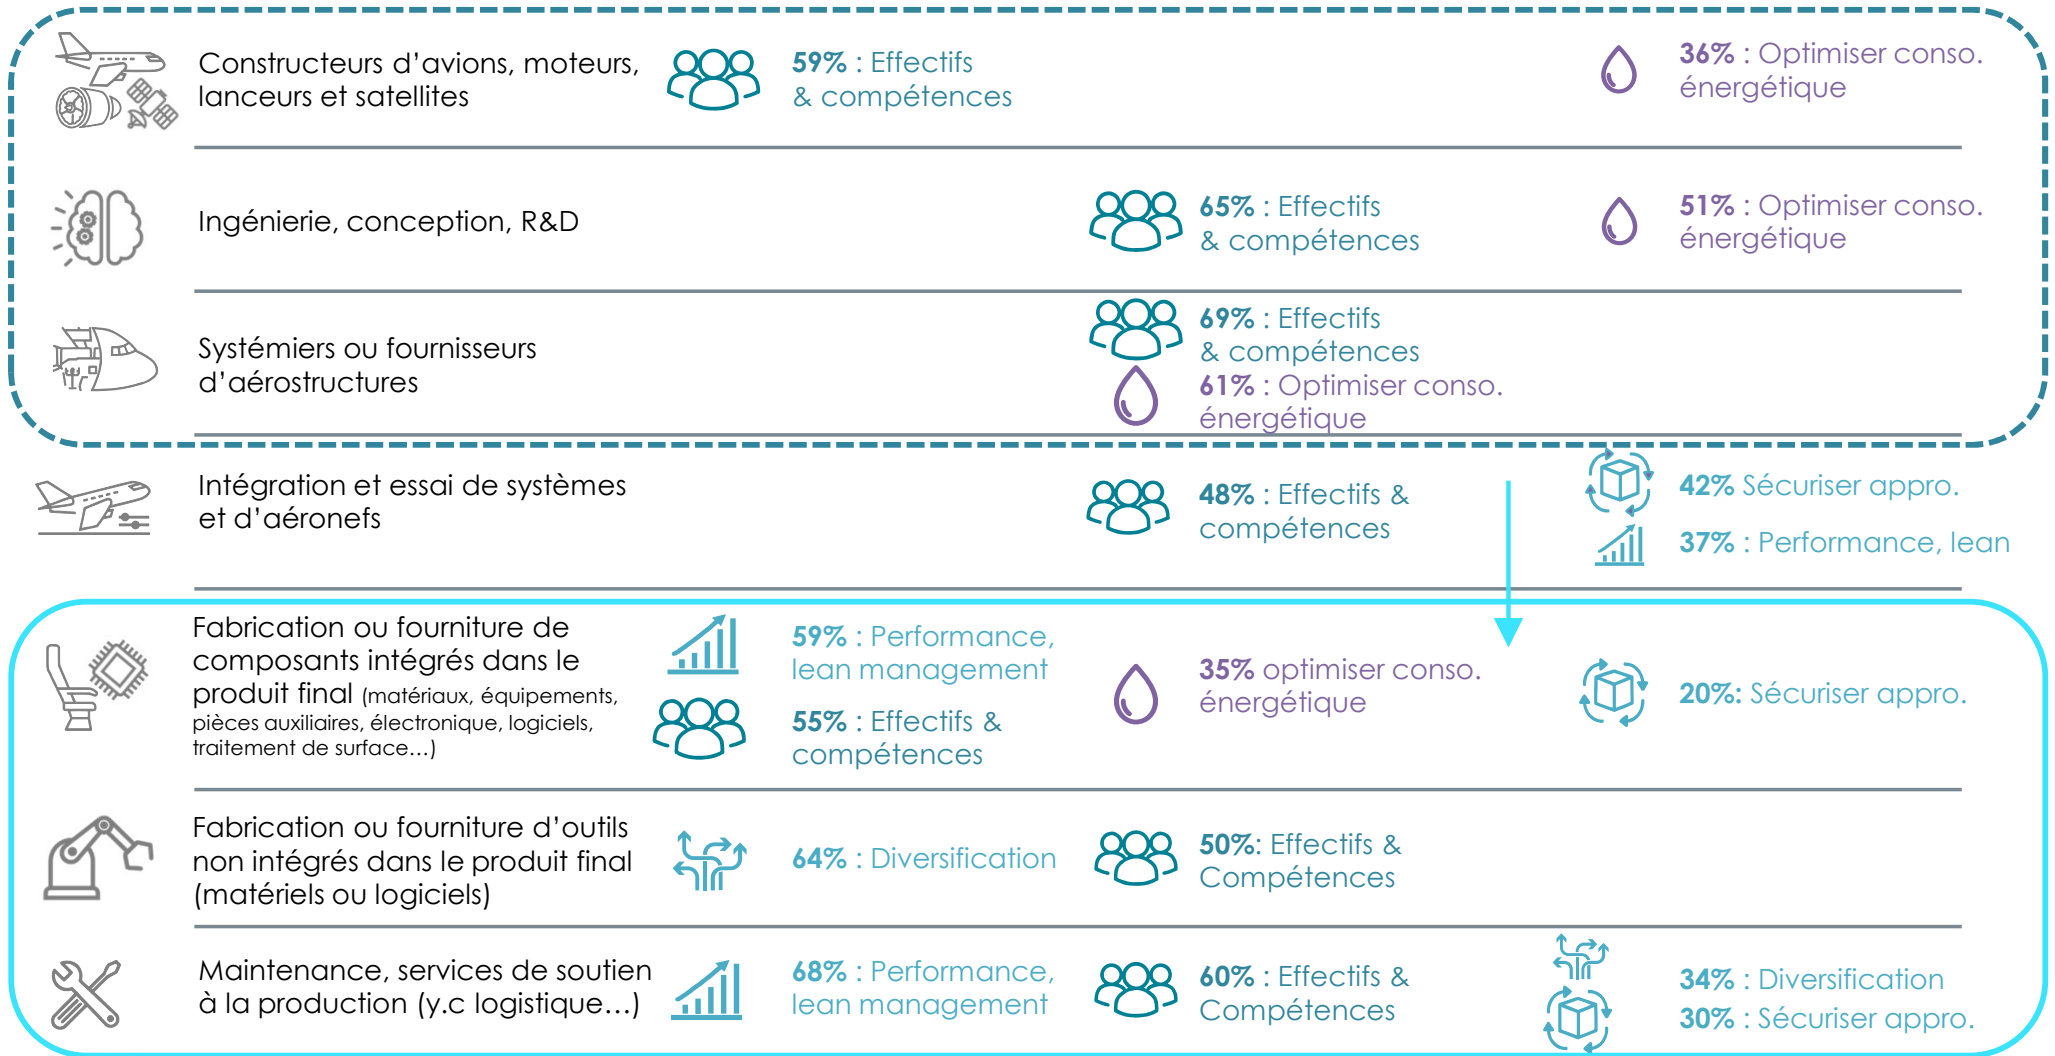 Constructeurs d’avions, moteurs,
lanceurs et satellites
59% : Effectifs
& compétences
36% : Optimiser conso.
énergétique
Ingénierie, conception, R&D
65% : Effectifs
& compétences
51% : Optimiser conso.
énergétique
Systémiers ou fournisseurs
d’aérostructures
69% : Effectifs
& compétences
61% : Optimiser conso.
énergétique
Intégration et essai de systèmes
et d’aéronefs
48% : Effectifs &
compétences
42% Sécuriser appro.
37% : Performance, lean
Fabrication ou fourniture de
composants intégrés dans le
produit final (matériaux, équipements,
pièces auxiliaires, électronique, logiciels,
traitement de surface…)
59% : Performance,
lean management
55% : Effectifs &
compétences
35% optimiser conso.
énergétique
20%: Sécuriser appro.
Fabrication ou fourniture d’outils
non intégrés dans le produit final
(matériels ou logiciels)
64% : Diversification
50%: Effectifs &
Compétences
Maintenance, services de soutien
à la production (y.c logistique…)
68% : Performance,
lean management
60% : Effectifs &
Compétences
34% : Diversification
30% : Sécuriser appro.